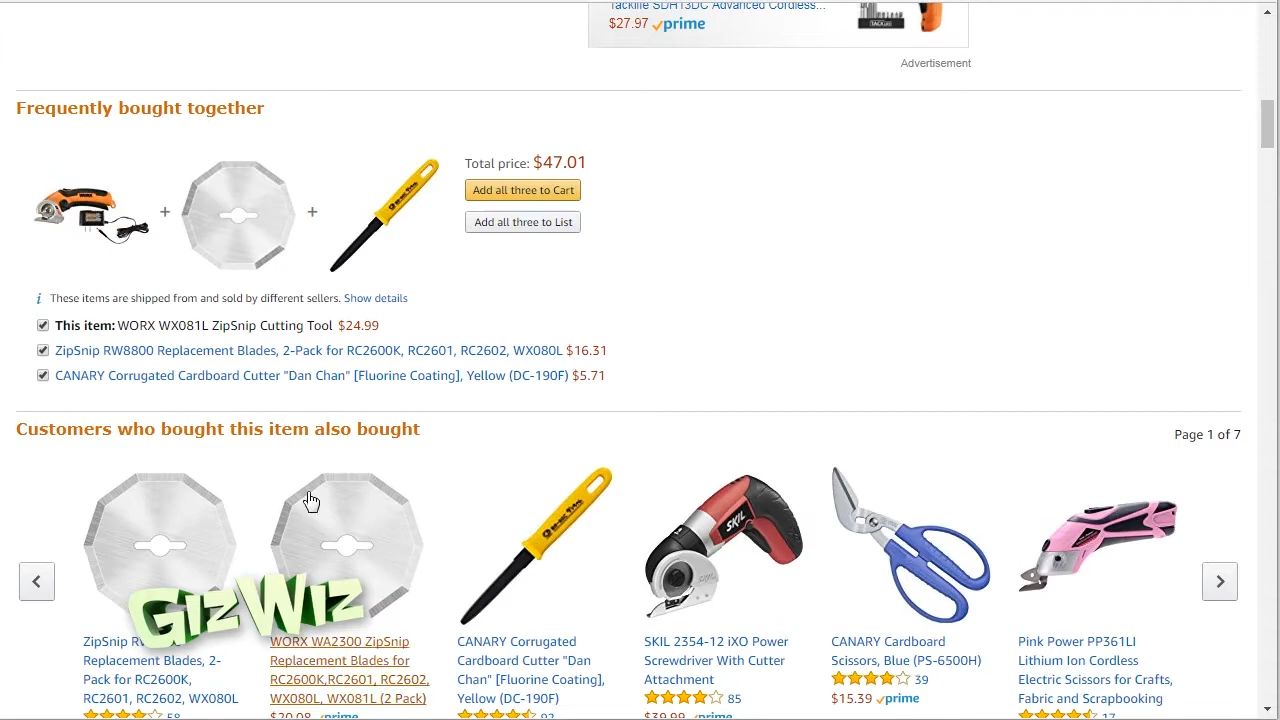 Tacklife SDH13DC Advanced Cordless...
$27.97 prime
TACKLIFE
Advertisement
Frequently bought together
+
+
Total price: $47.01
Add all three to Cart
Add all three to List
i These items are shipped from and sold by different sellers. Show details
This item: WORX WX081L ZipSnip Cutting Tool $24.99
ZipSnip RW8800 Replacement Blades, 2-Pack for RC2600K, RC2601, RC2602, WX080L $16.31
CANARY Corrugated Cardboard Cutter "Dan Chan" [Fluorine Coating], Yellow (DC-190F) $5.71
Customers who bought this item also bought
Page 1 of 7
SKIL
GizWiz
ZipSnip
Replacement Blades, 2-
Pack for RC2600K,
RC2601, RC2602, WX080L
58
WORX WA2300 ZipSnip
Replacement Blades for
RC2600K,RC2601, RC2602,
WX080L, WX081L (2 Pack)
$20.08 prime
CANARY Corrugated
Cardboard Cutter "Dan
Chan" [Fluorine Coating],
Yellow (DC-190F)
92
SKIL 2354-12 iXO Power
Screwdriver With Cutter
Attachment
85
$39.99 prime
CANARY Cardboard
Scissors, Blue (PS-6500H)
39
$15.39 prime
Pink Power PP361LI
Lithium Ion Cordless
Electric Scissors for Crafts,
Fabric and Scrapbooking
17